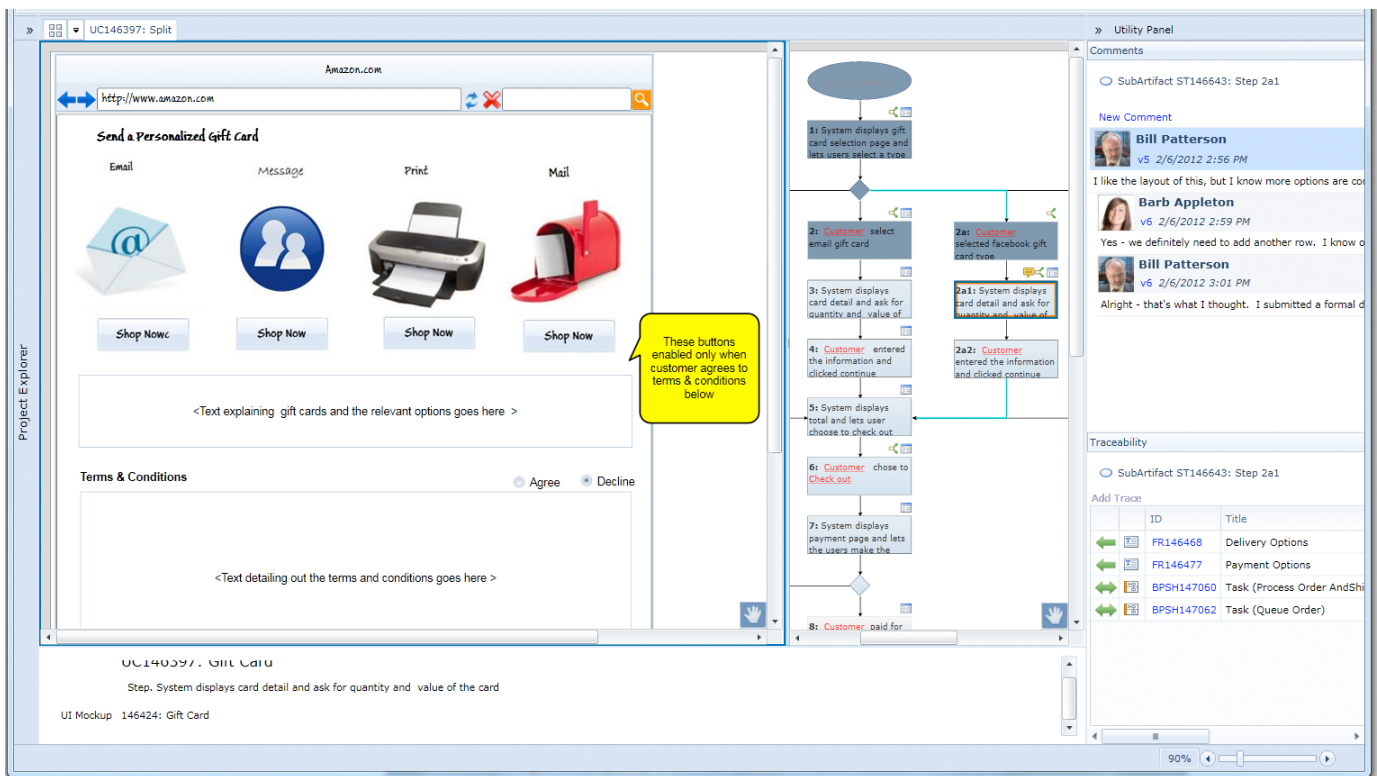 »
UC146397: Split
» Utility Panel
Project Explorer
Amazon.com
http://www.amazon.com
Send a Personalized Gift Card
Email
Message
Print
Mail
Shop Nowc
Shop Now
Shop Now
Shop Now
These buttons
enabled only when
customer agrees to
terms & conditions
below
<Text explaining gift cards and the relevant options goes here >
Terms & Conditions
Agree
Decline
<Text detailing out the terms and conditions goes here >
1: System displays gift
card selection page and
lets users select a type
2: Customer select
email gift card
2a: Customer
selected facebook gift
card type
3: System displays
card detail and ask for
quantity and value of
2a1: System displays
card detail and ask for
quantity and value of
4: Customer entered
the information and
clicked continue
2a2: Customer
entered the information
and clicked continue
5: System displays
total and lets user
choose to check out
6: Customer chose to
Check out
7: System displays
payment page and lets
the users make the
8: Customer paid for
Comments
SubArtifact ST146643: Step 2a1
New Comment
Bill Patterson
v5 2/6/2012 2:56 PM
I like the layout of this, but I know more options are cor
Barb Appleton
v6 2/6/2012 2:59 PM
Yes - we definitely need to add another row. I know o
Bill Patterson
v6 2/6/2012 3:01 PM
Alright - that's what I thought. I submitted a formal d
Traceability
SubArtifact ST146643: Step 2a1
Add Trace
ID Title
FR146468 Delivery Options
FR146477 Payment Options
BPSH147060 Task (Process Order AndShi
BPSH147062 Task (Queue Order)
UC146397: Gift Card
Step. System displays card detail and ask for quantity and value of the card
UI Mockup 146424: Gift Card
90%